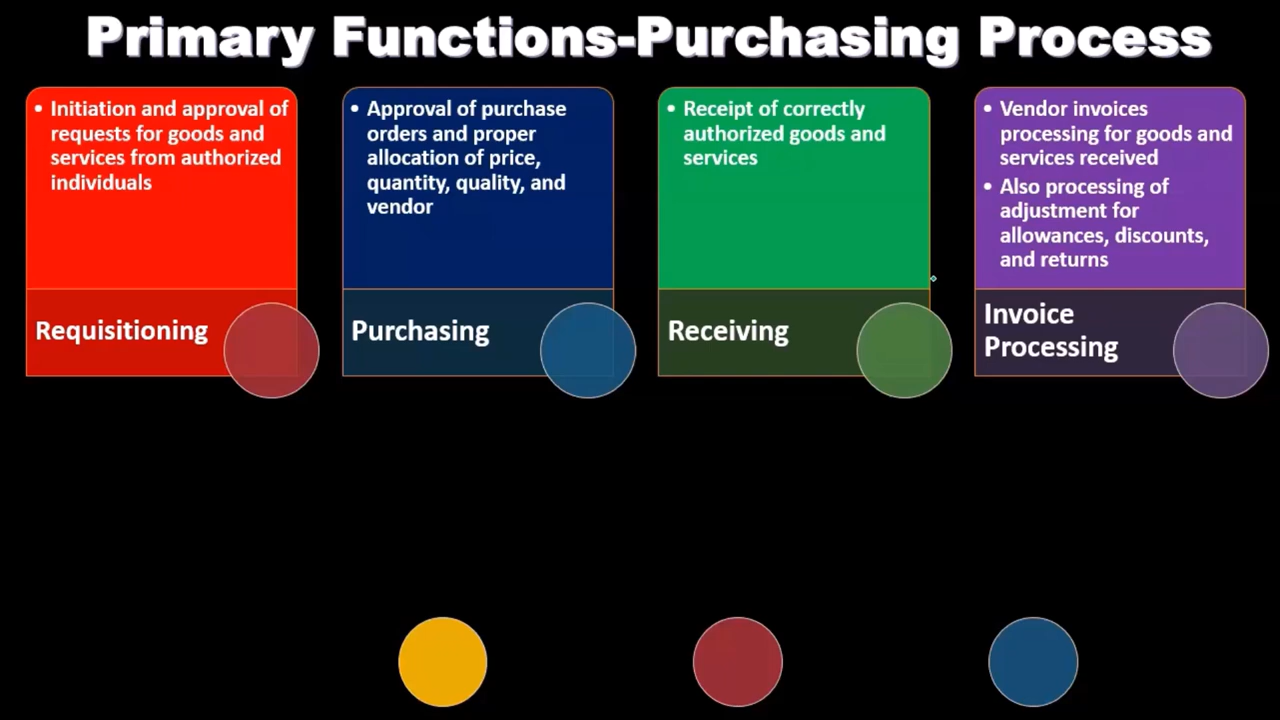 Primary Functions-Purchasing Process
• Initiation and approval of
requests for goods and
services from authorized
individuals
Requisitioning
• Approval of purchase
orders and proper
allocation of price,
quantity, quality, and
vendor
Purchasing
• Receipt of correctly
authorized goods and
services
Receiving
• Vendor invoices
processing for goods and
services received
• Also processing of
adjustment for
allowances, discounts,
and returns
Invoice
Processing